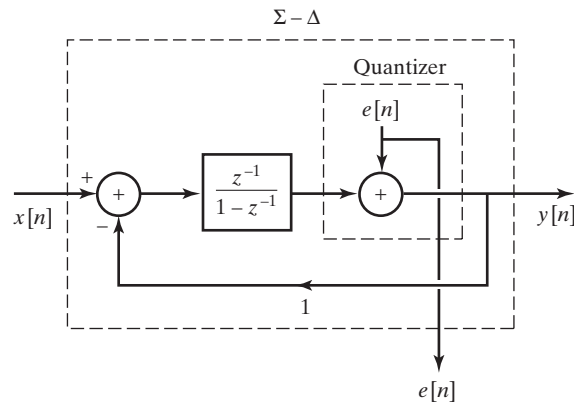 Σ – Δ
Quantizer
e[n]
+
+
z⁻¹
1 – z⁻¹
+
x[n]
–
y[n]
1
e[n]